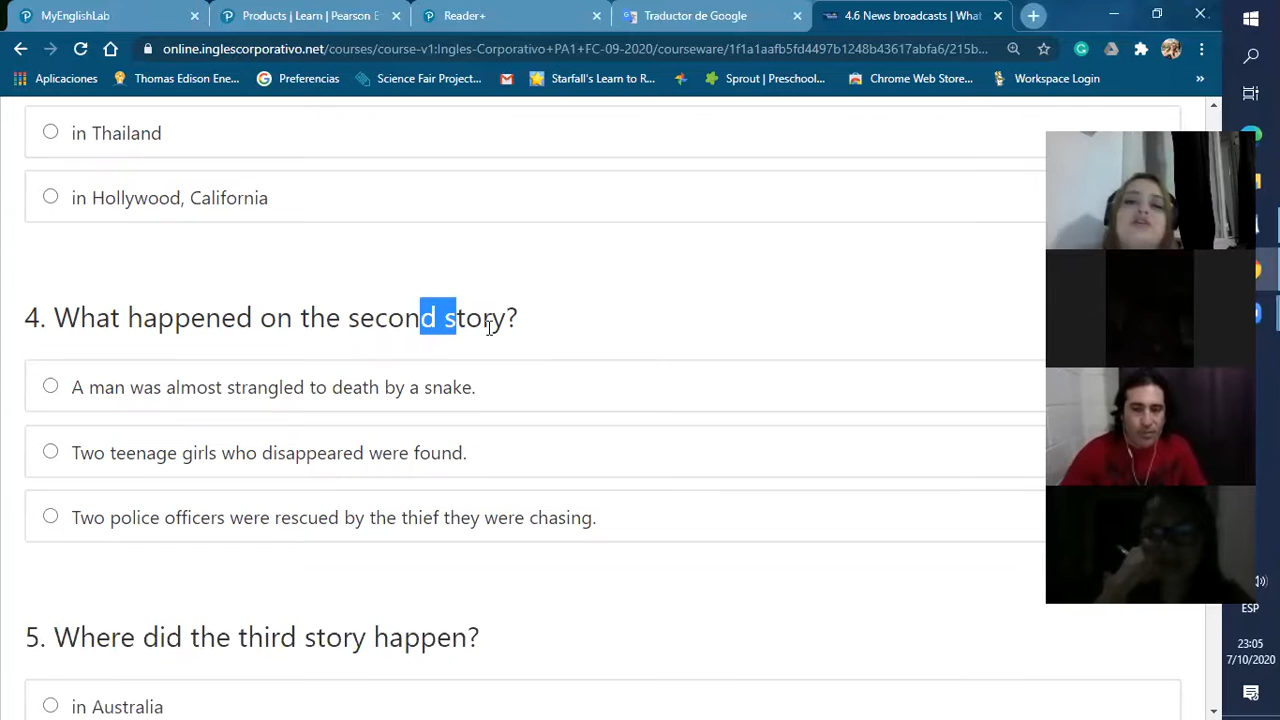 MyEnglishLab
Products | Learn | Pearson E
Reader+
Traductor de Google
4.6 News broadcasts | What
online.inglescorporativo.net/courses/course-v1:Ingles-Corporativo+PA1+FC-09-2020/courseware/1f1a1aafb5fd4497b1248b43617abfa6/215b...
Aplicaciones
Thomas Edison Ene...
Preferencias
Science Fair Project...
Starfall's Learn to R...
Sprout | Preschool...
Chrome Web Store...
Workspace Login
»
in Thailand
in Hollywood, California
4. What happened on the second story?
A man was almost strangled to death by a snake.
Two teenage girls who disappeared were found.
Two police officers were rescued by the thief they were chasing.
5. Where did the third story happen?
in Australia
ESP
23:05
7/10/2020